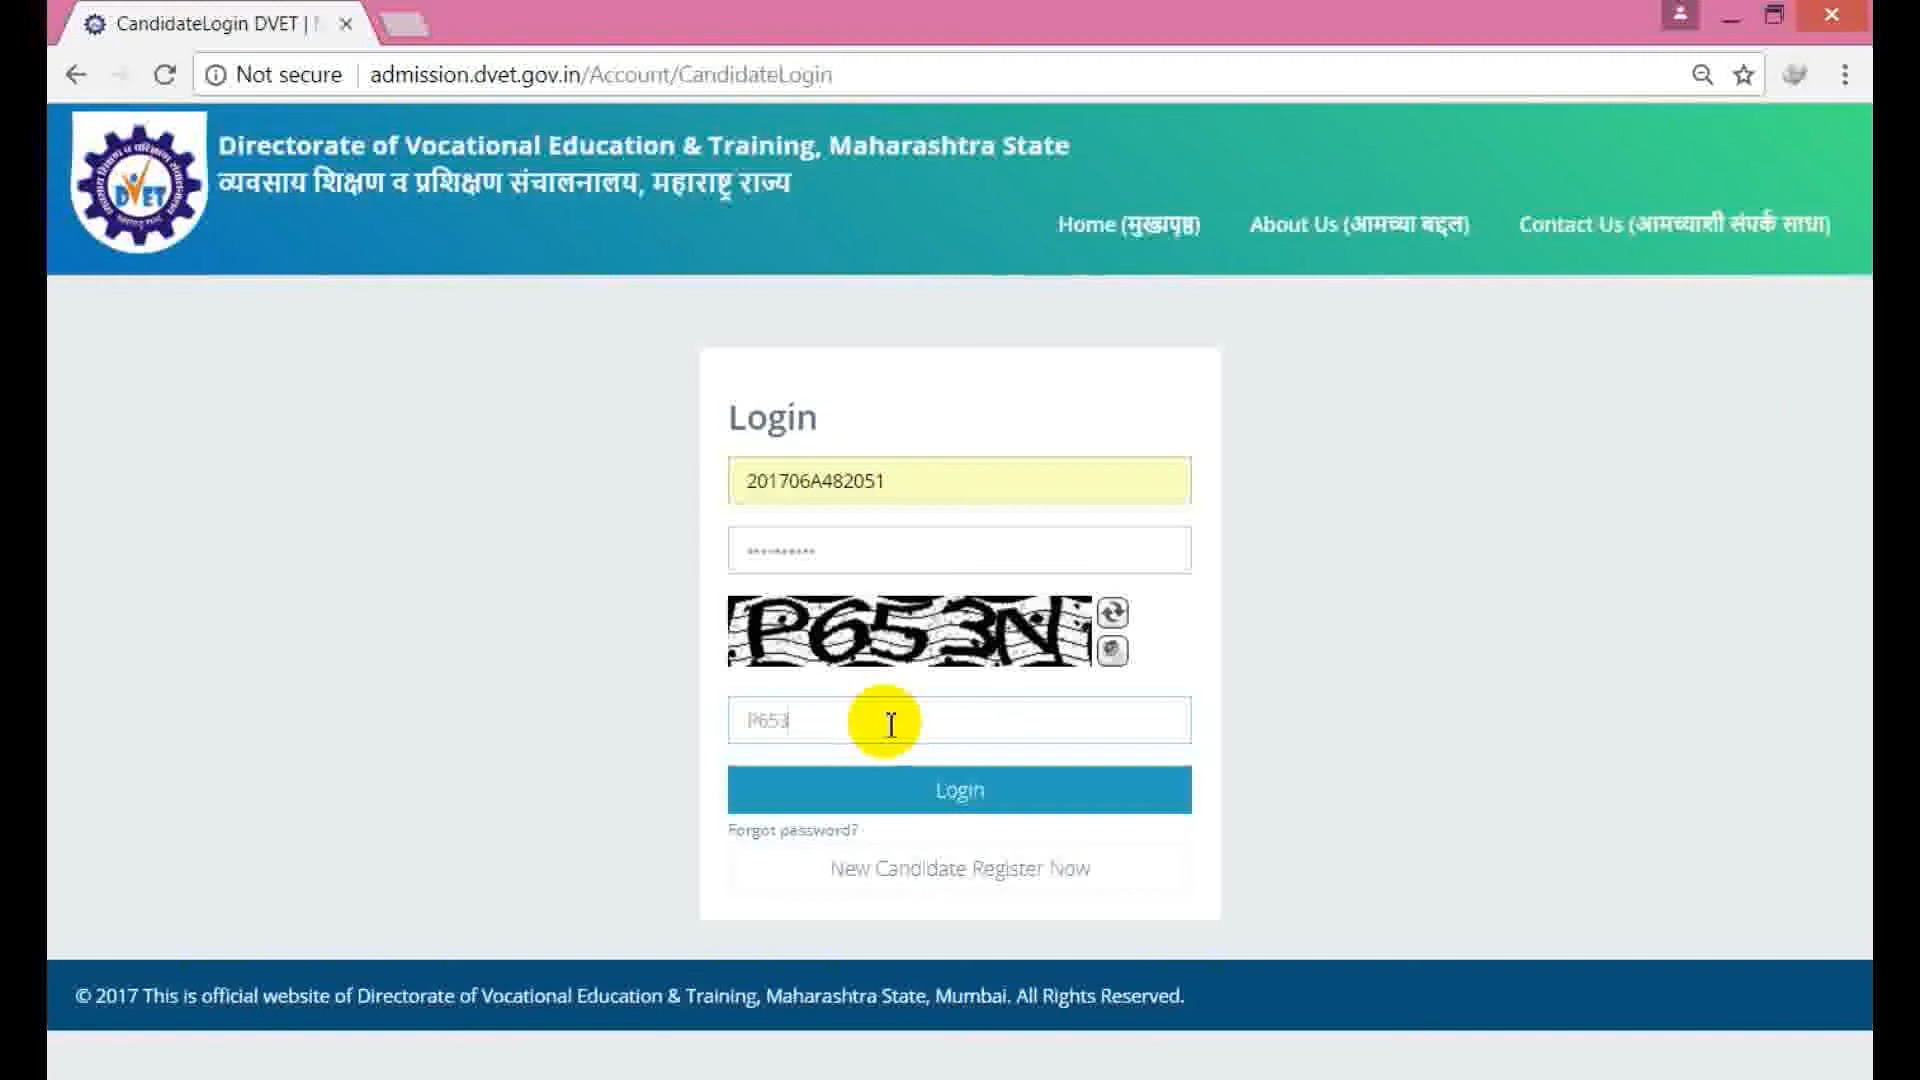 CandidateLogin DVET |
Not secure
admission.dvet.gov.in/Account/CandidateLogin
DVET
Directorate of Vocational Education & Training, Maharashtra State
व्यवसाय शिक्षण व प्रशिक्षण संचालनालय, महाराष्ट्र राज्य
Home (मुख्यपृष्ठ)
About Us (आमच्या बद्दल)
Contact Us (आमच्याशी संपर्क साधा)
Login
201706A482051
P653N
P653
Login
Forgot password?
New Candidate Register Now
© 2017 This is official website of Directorate of Vocational Education & Training, Maharashtra State, Mumbai. All Rights Reserved.